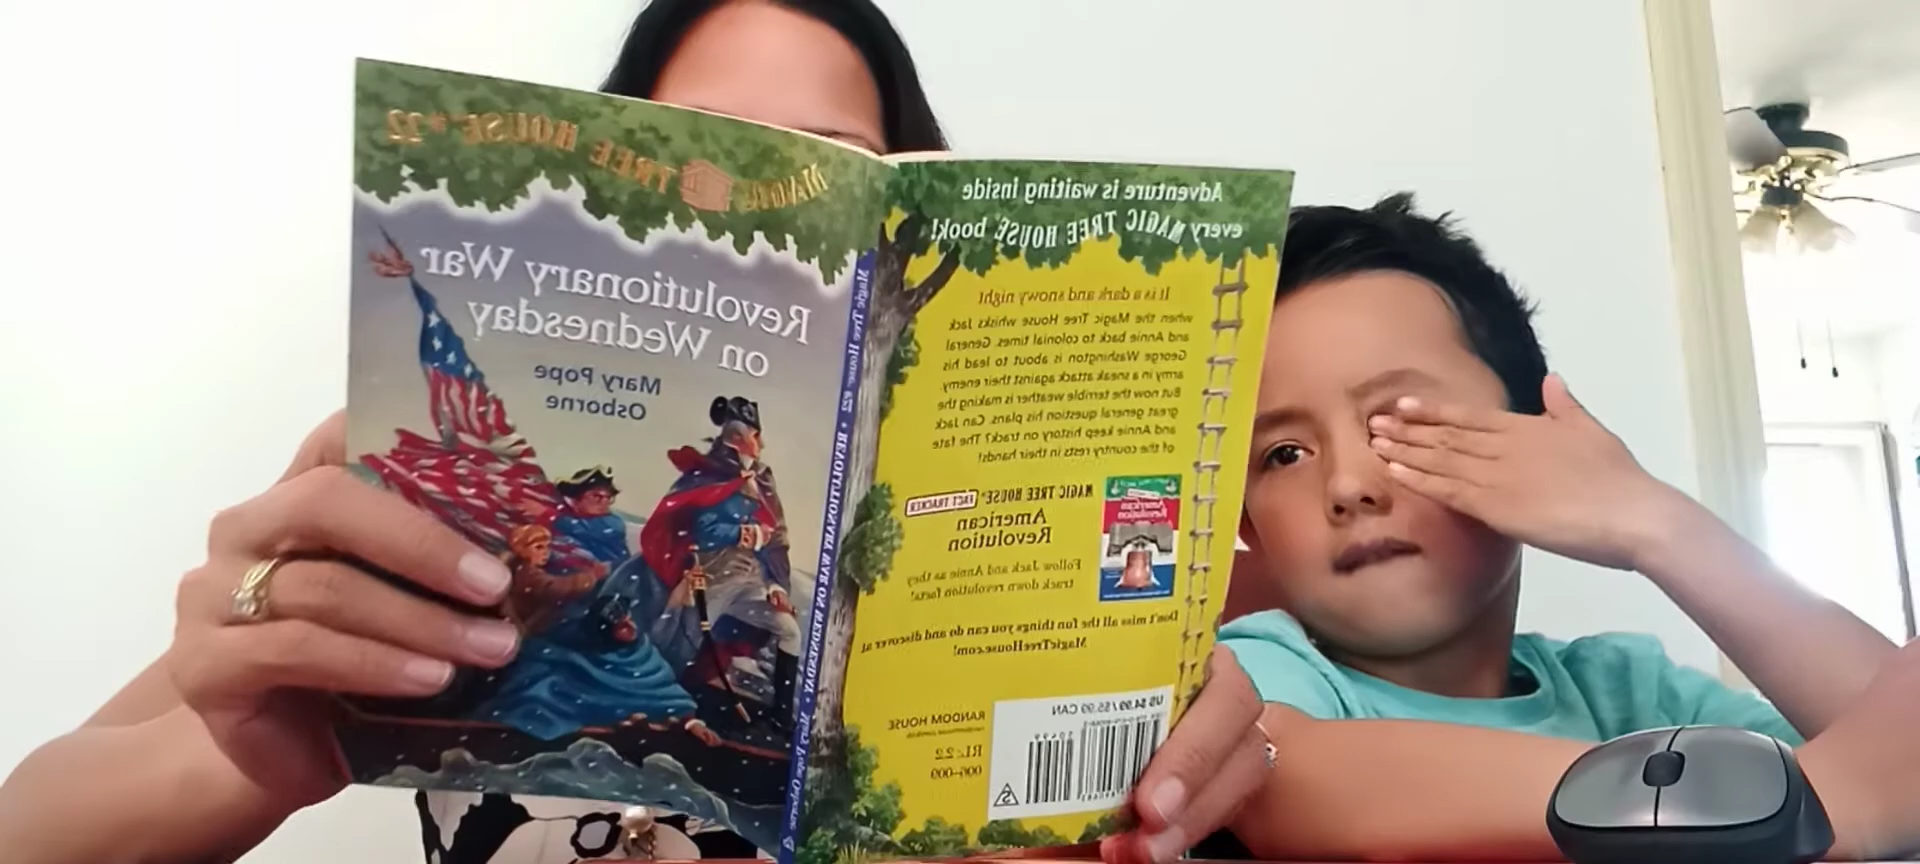 MAGIC TREE HOUSE® #22
Revolutionary War
on Wednesday
Mary Pope
Osborne
Magic Tree House® #22 • REVOLUTIONARY WAR ON WEDNESDAY • Mary Pope Osborne
Adventure is waiting inside
every MAGIC TREE HOUSE book!
It is a dark and snowy night
when the Magic Tree House whisks Jack
and Annie back to colonial times. General
George Washington is about to lead his
army in a sneak attack against their enemy.
But now the terrible weather is making the
great general question his plans. Can Jack
and Annie keep history on track? The fate
of the country rests in their hands!
MAGIC TREE HOUSE® FACT TRACKER
American
Revolution
Follow Jack and Annie as they
track down revolution facts!
American
Revolution
Don't miss all the fun things you can do and discover at
MagicTreeHouse.com!
US $4.99 / $5.99 CAN
50499
S
RANDOM HOUSE
RL: 2.2
006–009